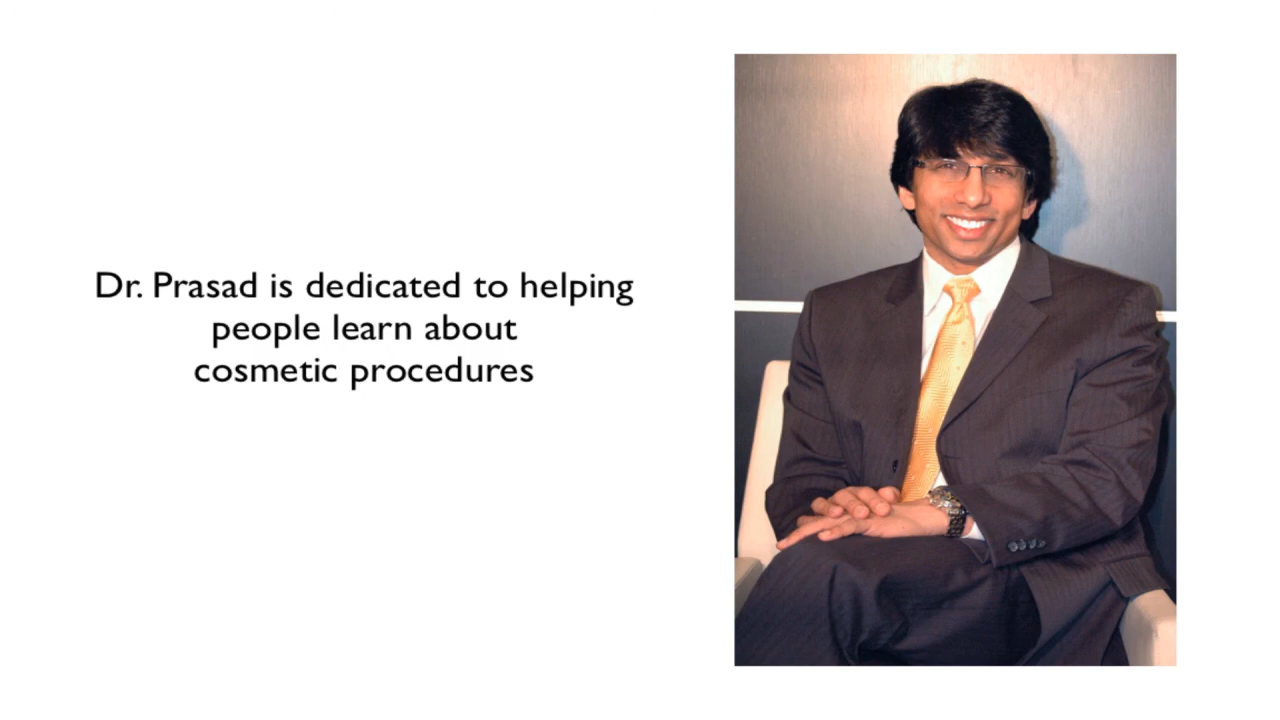 Dr. Prasad is dedicated to helping
people learn about
cosmetic procedures